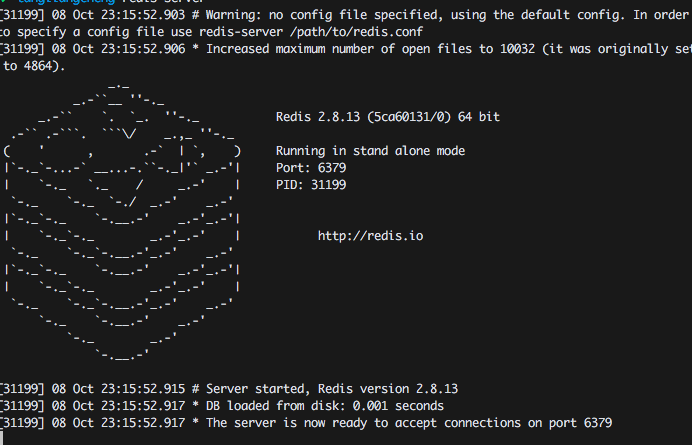 [31199] 08 Oct 23:15:52.903 # Warning: no config file specified, using the default config. In order
to specify a config file use redis-server /path/to/redis.conf
[31199] 08 Oct 23:15:52.906 * Increased maximum number of open files to 10032 (it was originally set
to 4864).
Redis 2.8.13 (5ca60131/0) 64 bit
Running in stand alone mode
Port: 6379
PID: 31199
http://redis.io
[31199] 08 Oct 23:15:52.915 # Server started, Redis version 2.8.13
[31199] 08 Oct 23:15:52.917 * DB loaded from disk: 0.001 seconds
[31199] 08 Oct 23:15:52.917 * The server is now ready to accept connections on port 6379